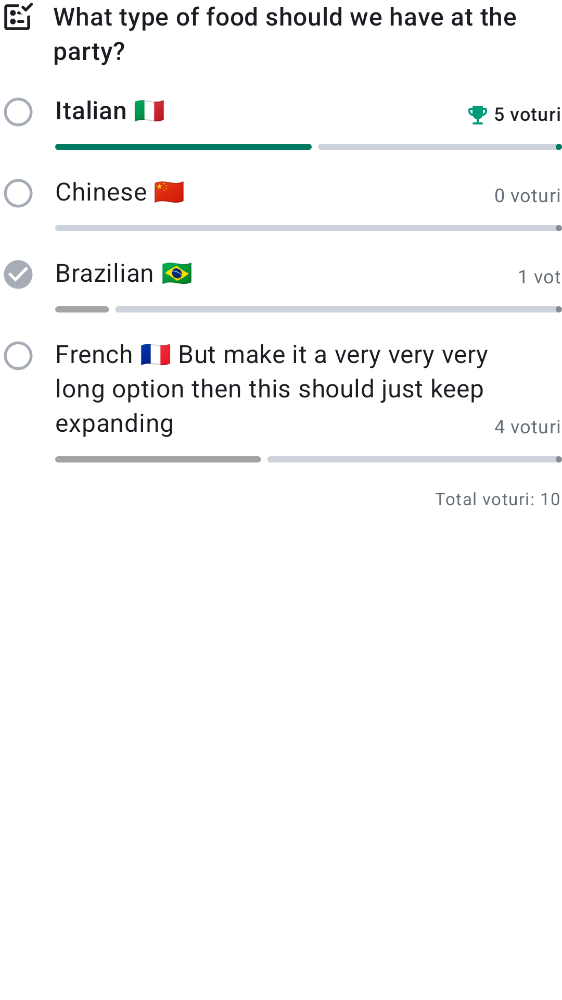 What type of food should we have at the
party?
Italian 🇮🇹
5 voturi
Chinese 🇨🇳
0 voturi
Brazilian 🇧🇷
1 vot
French 🇫🇷 But make it a very very very
long option then this should just keep
expanding
4 voturi
Total voturi: 10